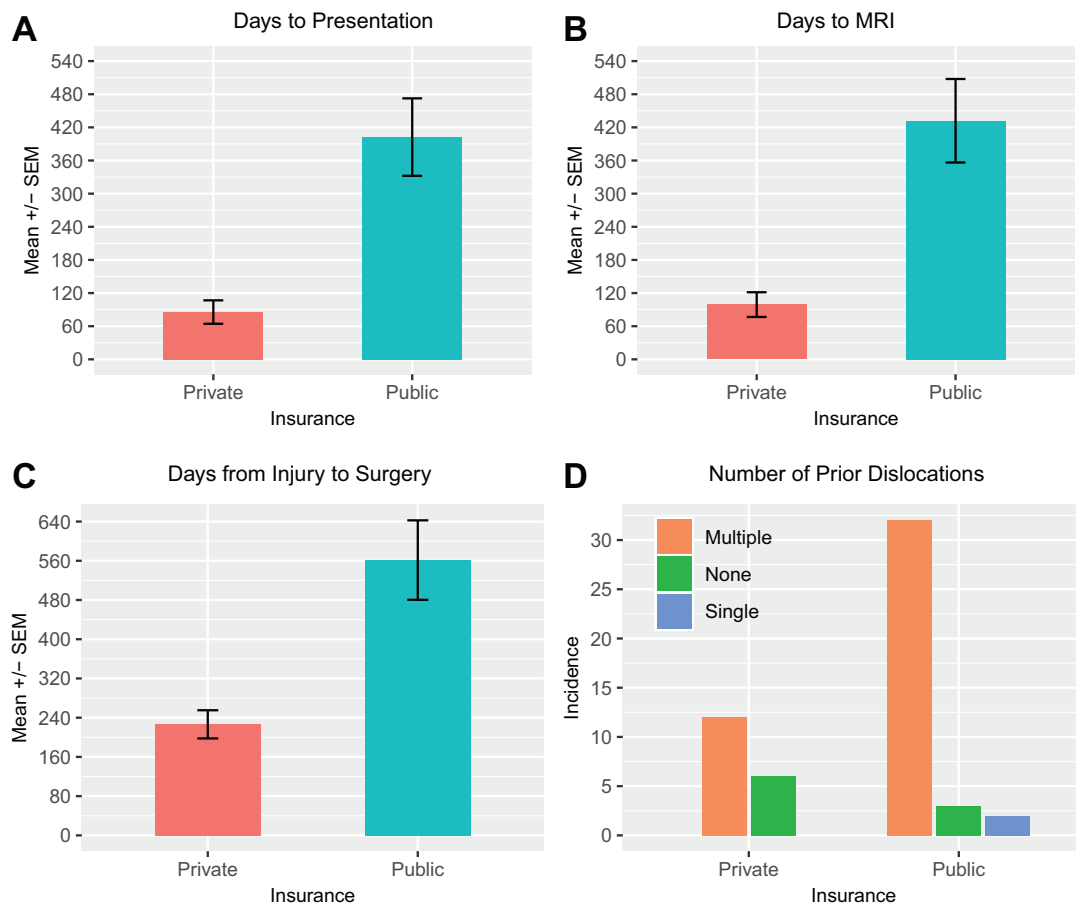 A
Days to Presentation
Mean +/− SEM
540
480
420
360
300
240
180
120
60
0
Private
Public
Insurance
B
Days to MRI
Mean +/− SEM
540
480
420
360
300
240
180
120
60
0
Private
Public
Insurance
C
Days from Injury to Surgery
Mean +/− SEM
640
560
480
400
320
240
160
80
0
Private
Public
Insurance
D
Number of Prior Dislocations
Incidence
30
25
20
15
10
5
0
Multiple
None
Single
Private
Public
Insurance